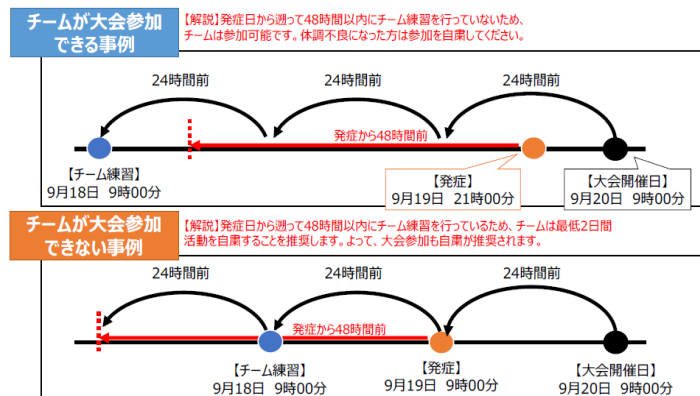 チームが大会参加
できる事例
【解説】発症日から遡って48時間以内にチーム練習を行っていないため、
チームは参加可能です。体調不良になった方は参加を自粛してください。
24時間前
24時間前
24時間前
発症から48時間前
【チーム練習】
9月18日 9時00分
【発症】
9月19日 21時00分
【大会開催日】
9月20日 9時00分
チームが大会参加
できない事例
【解説】発症日から遡って48時間以内にチーム練習を行っているため、チームは最低2日間
活動を自粛することを推奨します。よって、大会参加も自粛が推奨されます。
24時間前
24時間前
24時間前
発症から48時間前
【チーム練習】
9月18日 9時00分
【発症】
9月19日 9時00分
【大会開催日】
9月20日 9時00分